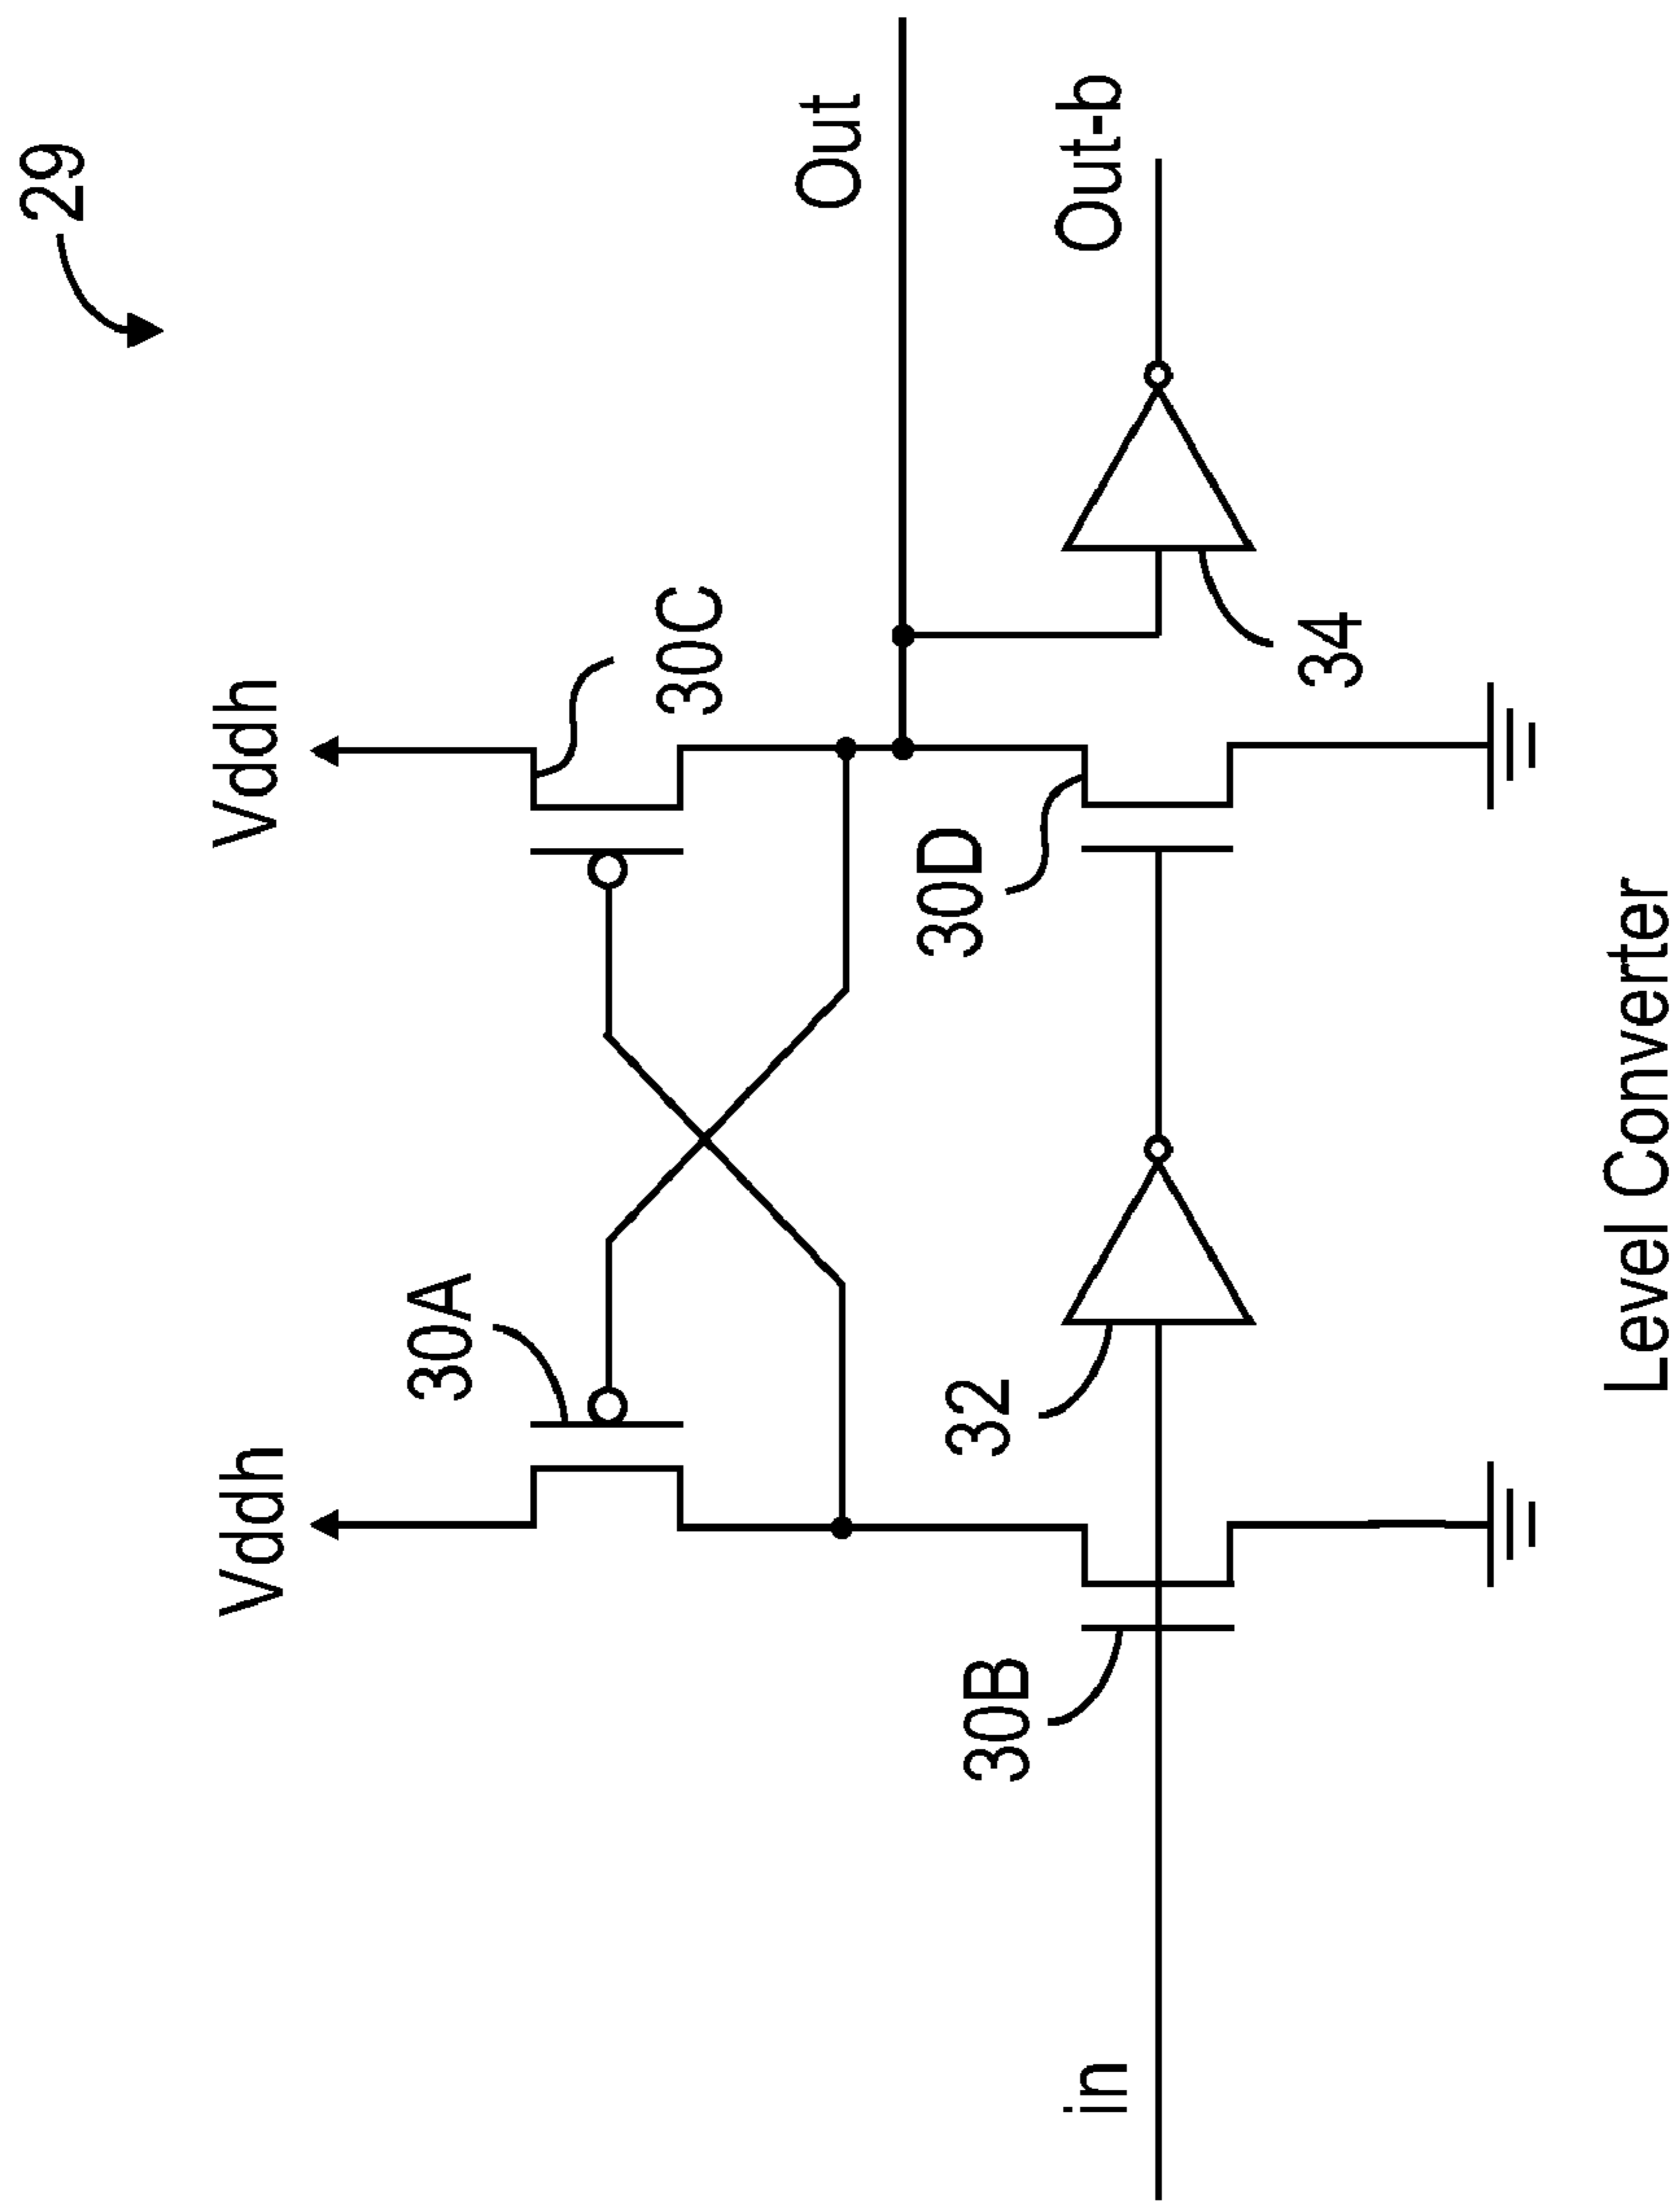 29
Vddh
Vddh
30A
30C
Out
30B
32
30D
in
34
Out-b
Level Converter